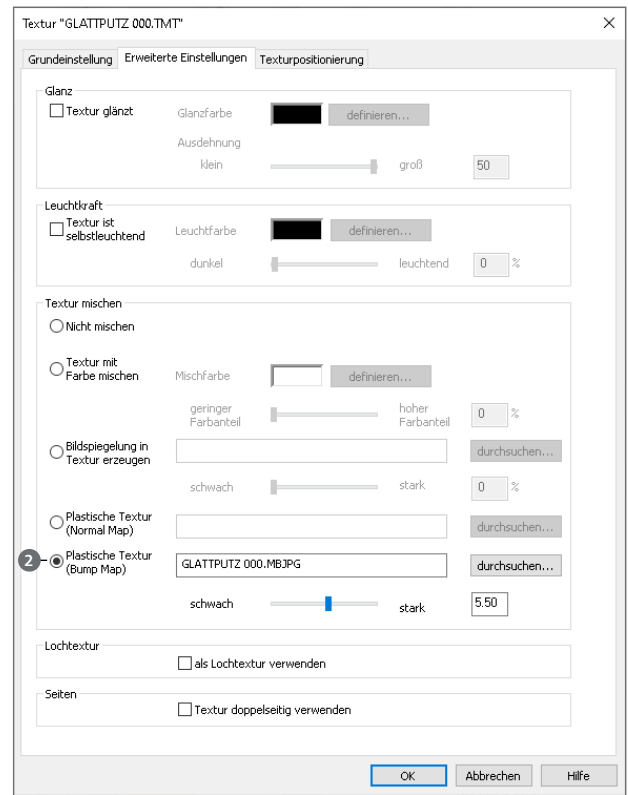 Textur "GLATTPUTZ 000.TMT"
Grundeinstellung Erweiterte Einstellungen Texturpositionierung
Glanz
Textur glänzt Glanzfarbe definieren...
Ausdehnung
klein groß 50
Leuchtkraft
Textur ist
selbstleuchtend Leuchtfarbe definieren...
dunkel leuchtend 0 %
Textur mischen
Nicht mischen
Textur mit
Farbe mischen Mischfarbe definieren...
geringer
Farbanteil hoher
Farbanteil 0 %
Bildspiegelung in
Textur erzeugen durchsuchen...
schwach stark 0 %
Plastische Textur
(Normal Map) durchsuchen...
2 Plastische Textur
(Bump Map) GLATTPUTZ 000.MBJPG durchsuchen...
schwach stark 5.50
Lochtextur
als Lochtextur verwenden
Seiten
Textur doppelseitig verwenden
OK Abbrechen Hilfe